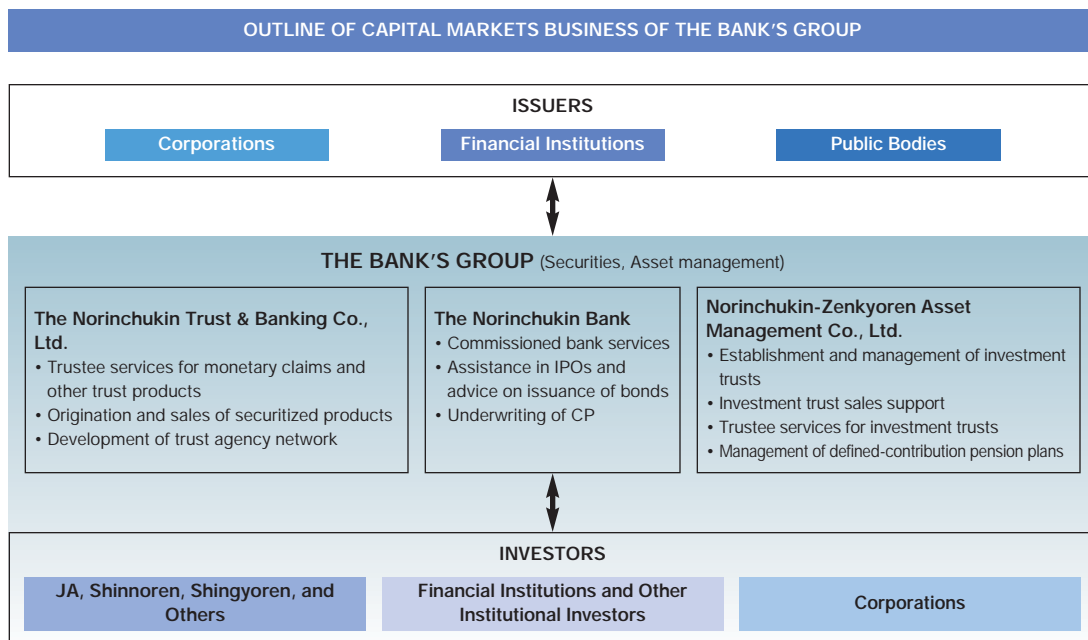 OUTLINE OF CAPITAL MARKETS BUSINESS OF THE BANK'S GROUP
ISSUERS
Corporations
Financial Institutions
Public Bodies
THE BANK'S GROUP (Securities, Asset management)
The Norinchukin Trust & Banking Co.,
Ltd.
• Trustee services for monetary claims and
other trust products
• Origination and sales of securitized products
• Development of trust agency network
The Norinchukin Bank
• Commissioned bank services
• Assistance in IPOs and
advice on issuance of bonds
• Underwriting of CP
Norinchukin-Zenkyoren Asset
Management Co., Ltd.
• Establishment and management of investment
trusts
• Investment trust sales support
• Trustee services for investment trusts
• Management of defined-contribution pension plans
INVESTORS
JA, Shinnoren, Shingyoren, and
Others
Financial Institutions and Other
Institutional Investors
Corporations